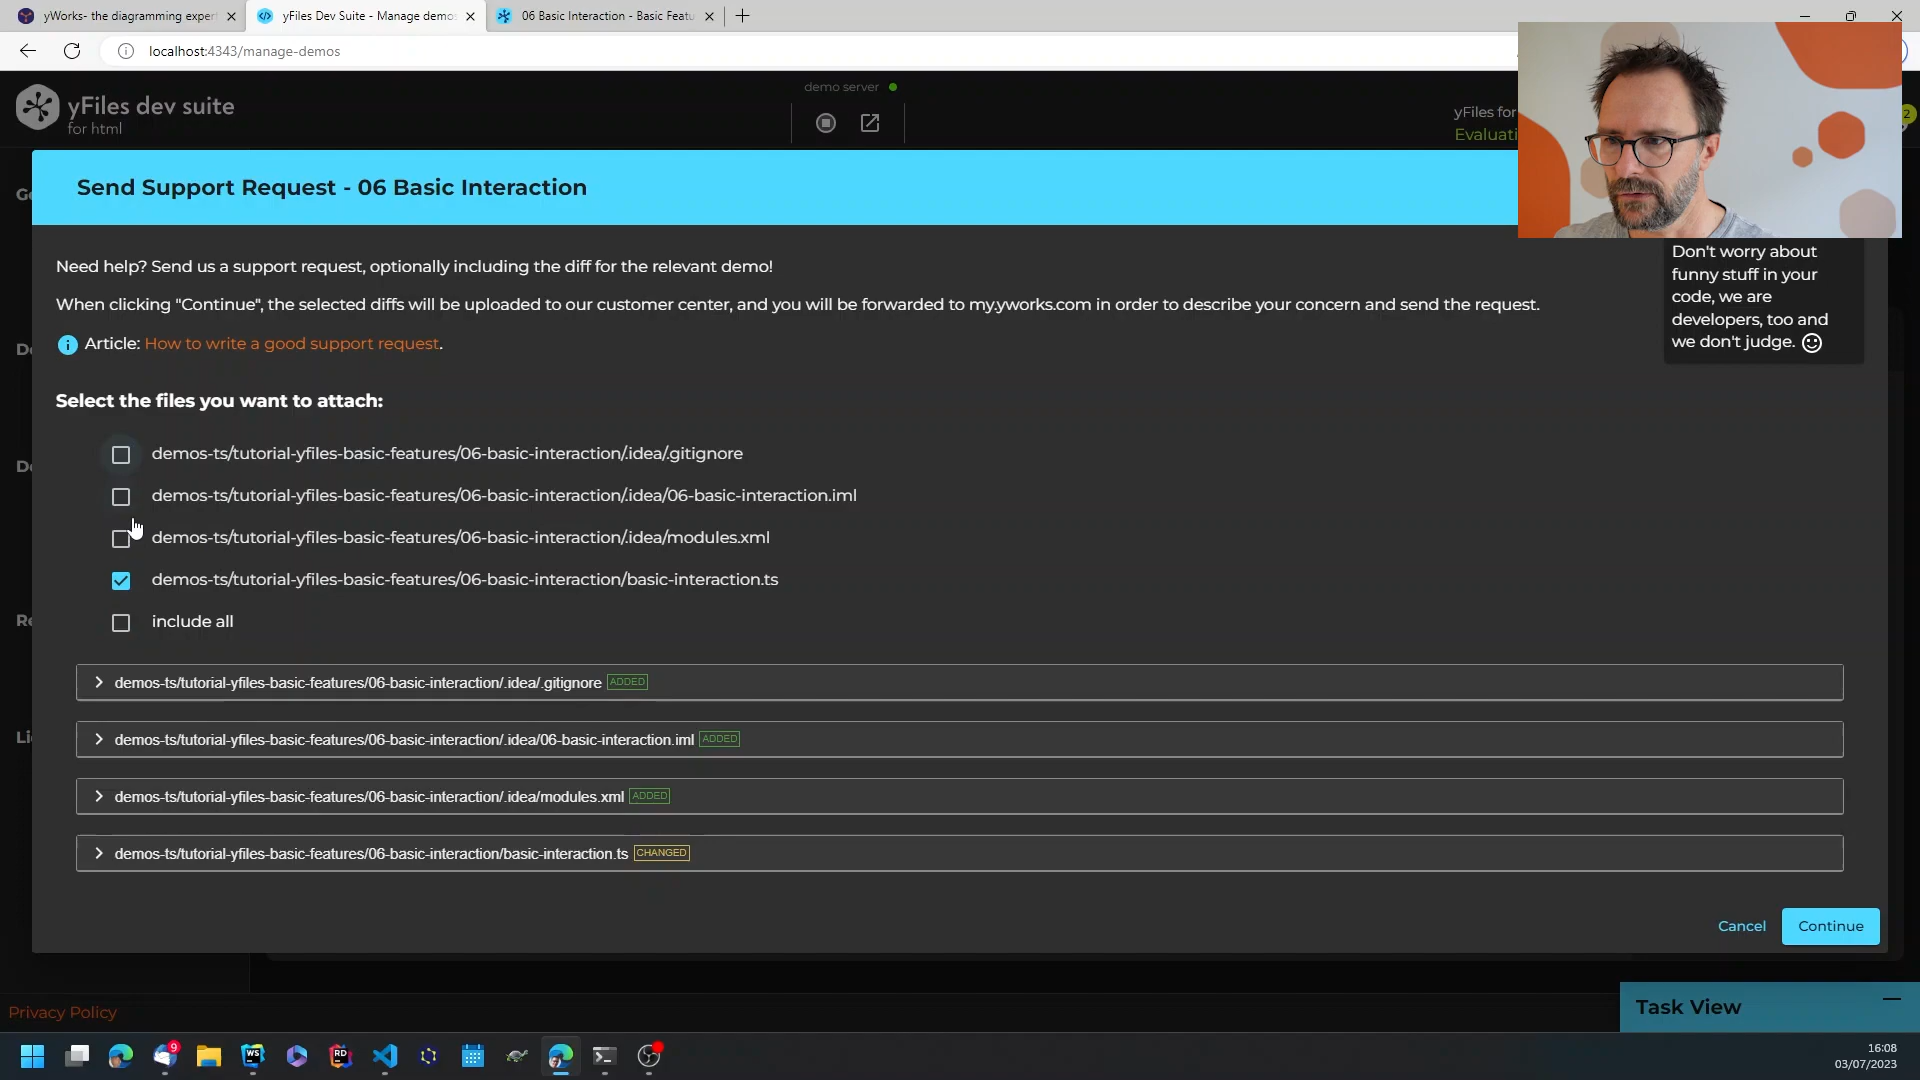 yWorks- the diagramming exper
yFiles Dev Suite - Manage demos
06 Basic Interaction - Basic Featu
localhost:4343/manage-demos
yFiles dev suite
for html
demo server
yFiles for
Evaluati
2
Send Support Request - 06 Basic Interaction
Need help? Send us a support request, optionally including the diff for the relevant demo!
When clicking "Continue", the selected diffs will be uploaded to our customer center, and you will be forwarded to my.yworks.com in order to describe your concern and send the request.
Article: How to write a good support request.
Don't worry about
funny stuff in your
code, we are
developers, too and
we don't judge.
Select the files you want to attach:
demos-ts/tutorial-yfiles-basic-features/06-basic-interaction/.idea/.gitignore
demos-ts/tutorial-yfiles-basic-features/06-basic-interaction/.idea/06-basic-interaction.iml
demos-ts/tutorial-yfiles-basic-features/06-basic-interaction/.idea/modules.xml
demos-ts/tutorial-yfiles-basic-features/06-basic-interaction/basic-interaction.ts
include all
demos-ts/tutorial-yfiles-basic-features/06-basic-interaction/.idea/.gitignore ADDED
demos-ts/tutorial-yfiles-basic-features/06-basic-interaction/.idea/06-basic-interaction.iml ADDED
demos-ts/tutorial-yfiles-basic-features/06-basic-interaction/.idea/modules.xml ADDED
demos-ts/tutorial-yfiles-basic-features/06-basic-interaction/basic-interaction.ts CHANGED
Cancel
Continue
Privacy Policy
Task View
9
WS
RD
16:08
03/07/2023